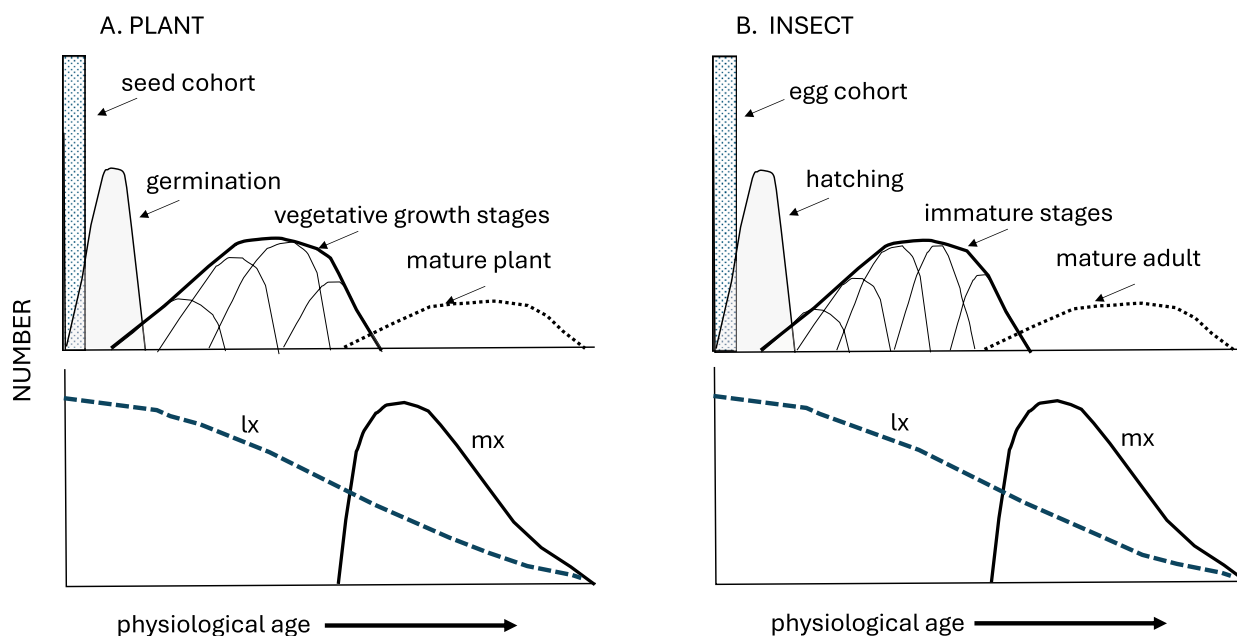 A. PLANT
seed cohort
germination
vegetative growth stages
mature plant
B. INSECT
egg cohort
hatching
immature stages
mature adult
NUMBER
lx
mx
lx
mx
physiological age
physiological age